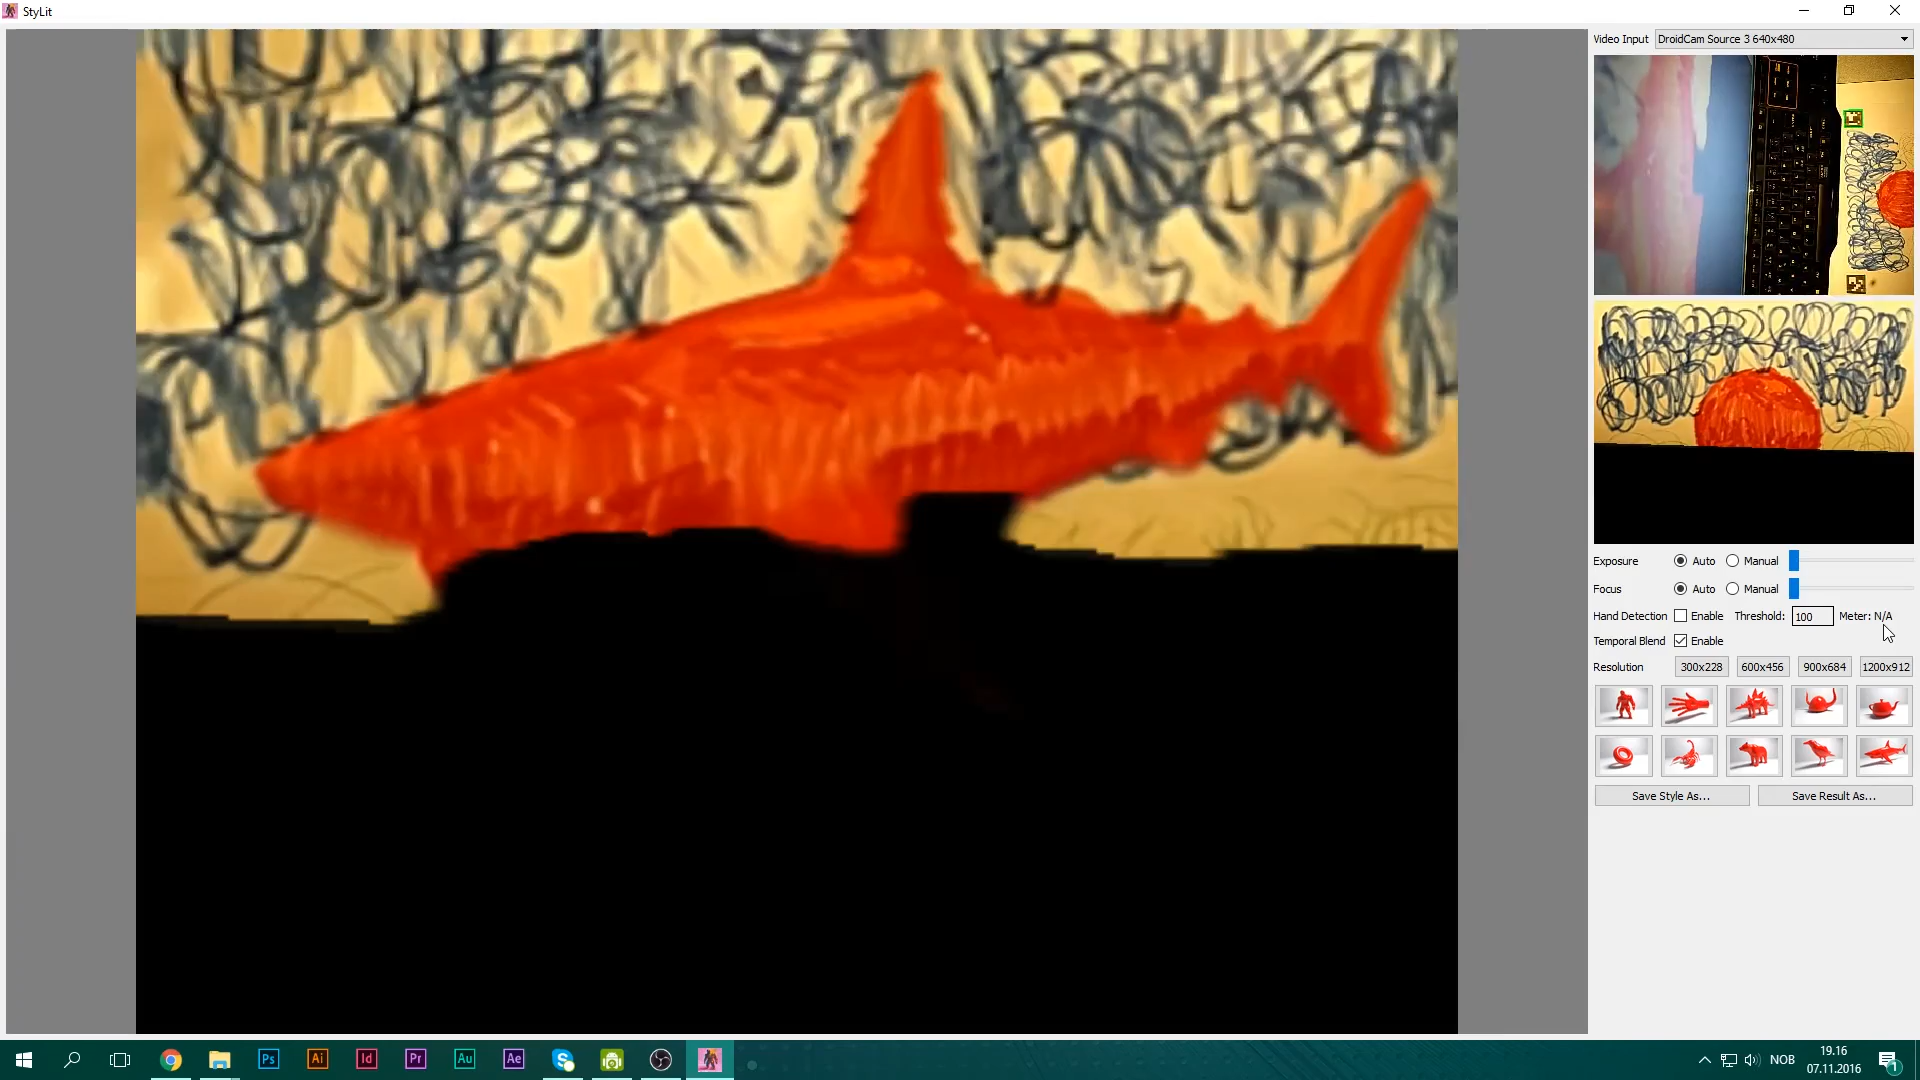 StyLit
Video Input DroidCam Source 3 640x480
Exposure Auto Manual
Focus Auto Manual
Hand Detection Enable Threshold: 100 Meter: N/A
Temporal Blend Enable
Resolution 300x228 600x456 900x684 1200x912
Save Style As... Save Result As...
Ps Ai Id Pr Au Ae S NOB 19.16
07.11.2016 1